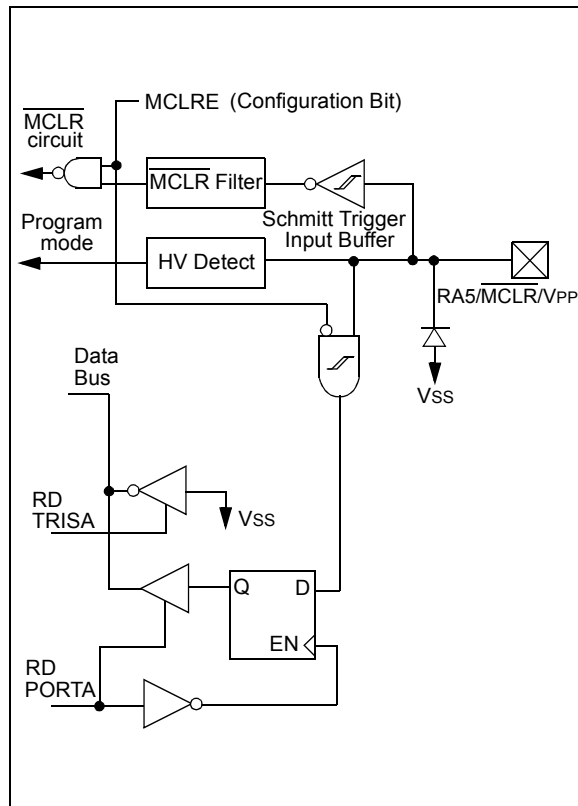 MCLRE (Configuration Bit)
MCLR
circuit
MCLR Filter
Schmitt Trigger
Input Buffer
Program
mode
HV Detect
RA5/MCLR/VPP
VSS
Data
Bus
RD
TRISA
VSS
Q
D
EN
RD
PORTA